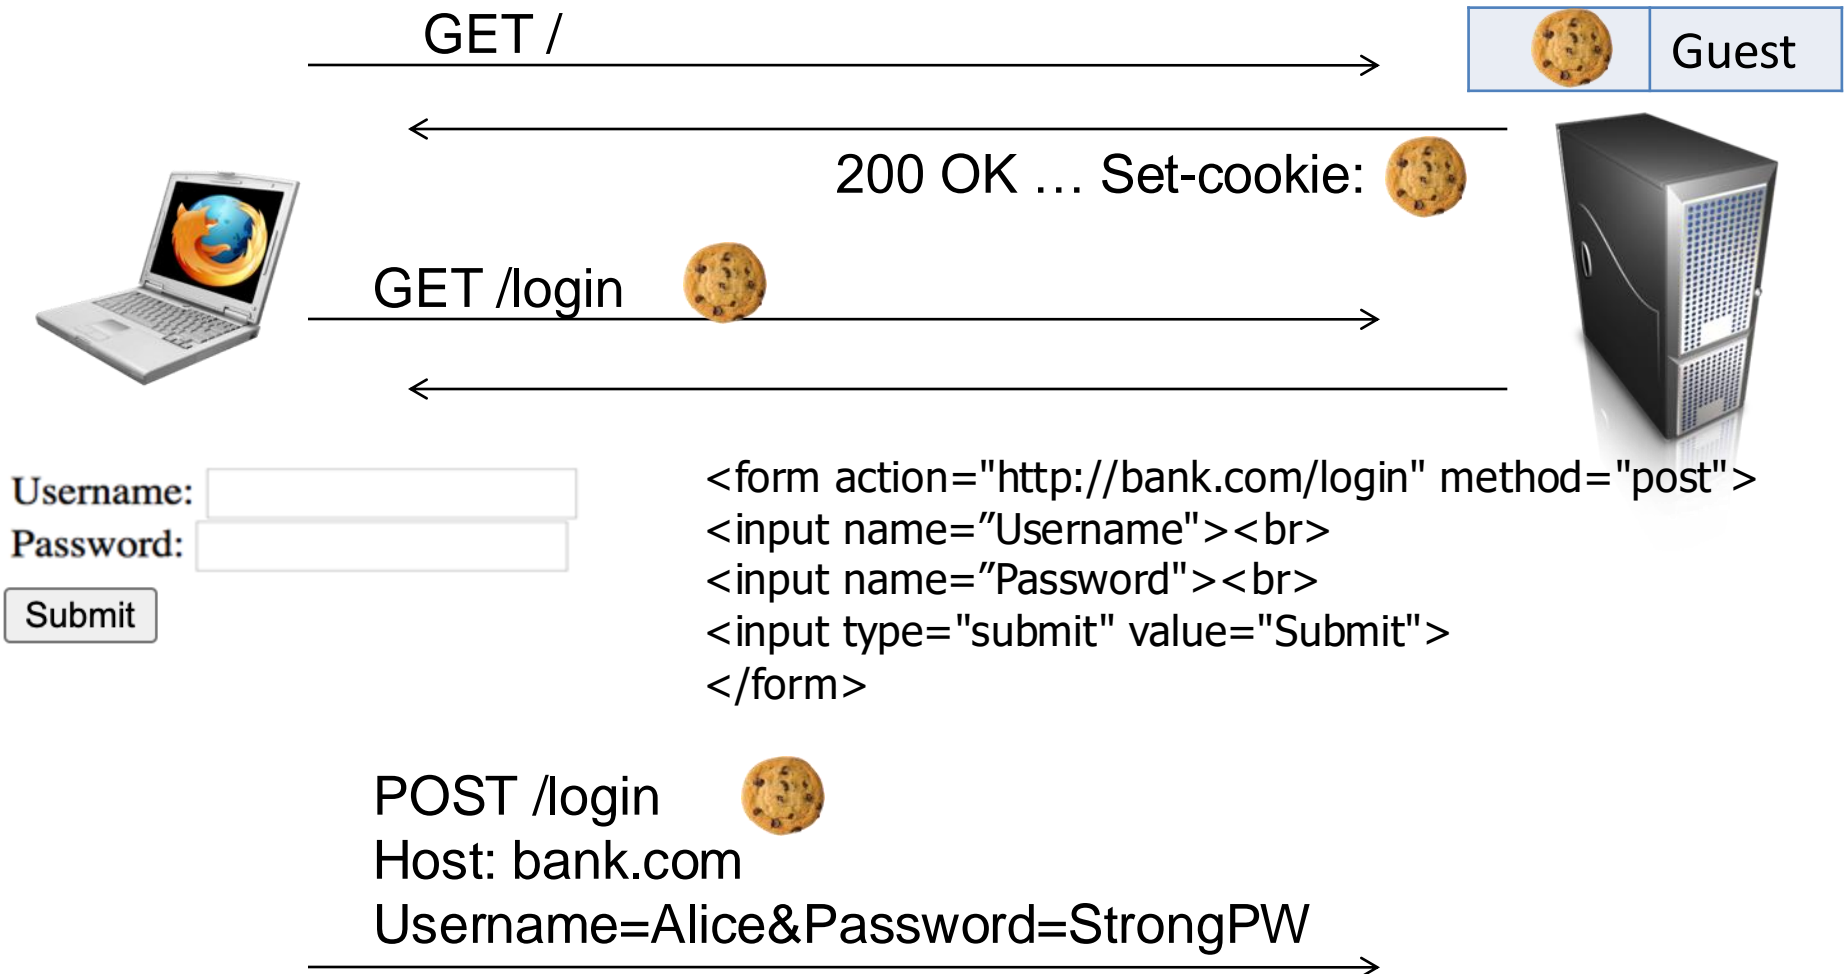 GET /
Guest
200 OK … Set-cookie:
GET /login
Username:
Password:
Submit
<form action="http://bank.com/login" method="post">
<input name=”Username"><br>
<input name=”Password"><br>
<input type="submit" value="Submit">
</form>
POST /login
Host: bank.com
Username=Alice&Password=StrongPW